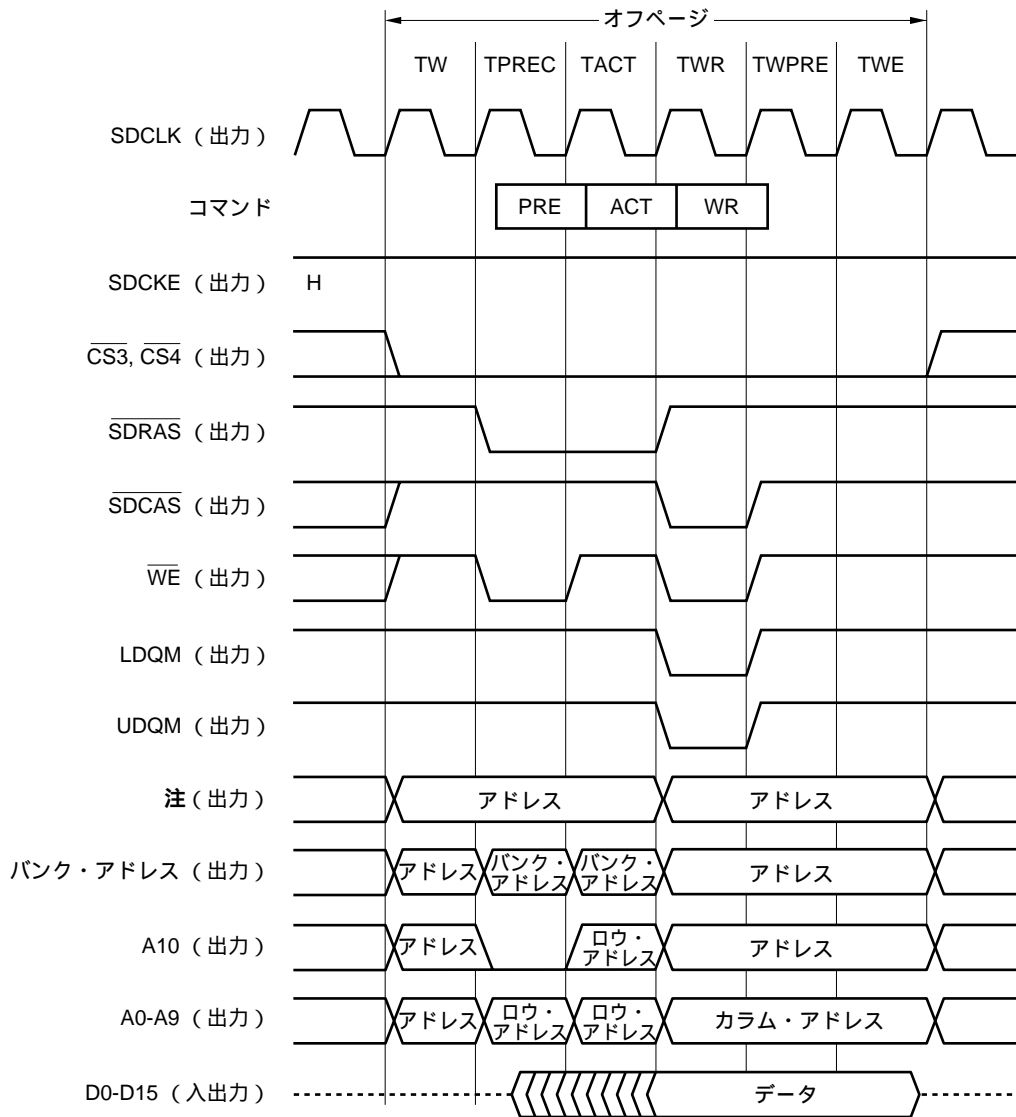 オフページ
TW TPREC TACT TWR TWPRE TWE
SDCLK（出力）
コマンド PRE ACT WR
SDCKE（出力） H
CS3, CS4（出力）
SDRAS（出力）
SDCAS（出力）
WE（出力）
LDQM（出力）
UDQM（出力）
注（出力） アドレス アドレス
バンク・アドレス（出力） アドレス バンク・アドレス バンク・アドレス アドレス
A10（出力） アドレス ロウ・アドレス アドレス
A0-A9（出力） アドレス ロウ・アドレス ロウ・アドレス カラム・アドレス
D0-D15（入出力） データ